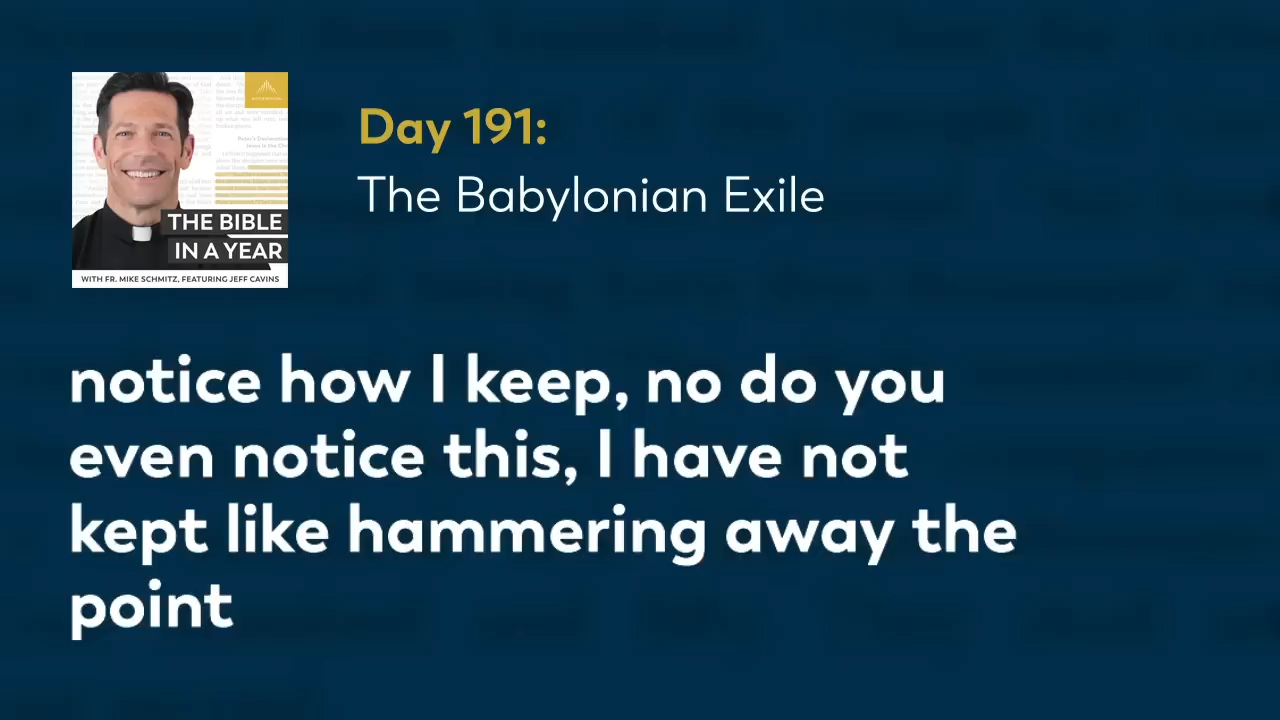 Day 191:
The Babylonian Exile
THE BIBLE
IN A YEAR
WITH FR. MIKE SCHMITZ, FEATURING JEFF CAVINS
notice how I keep, no do you
even notice this, I have not
kept like hammering away the
point